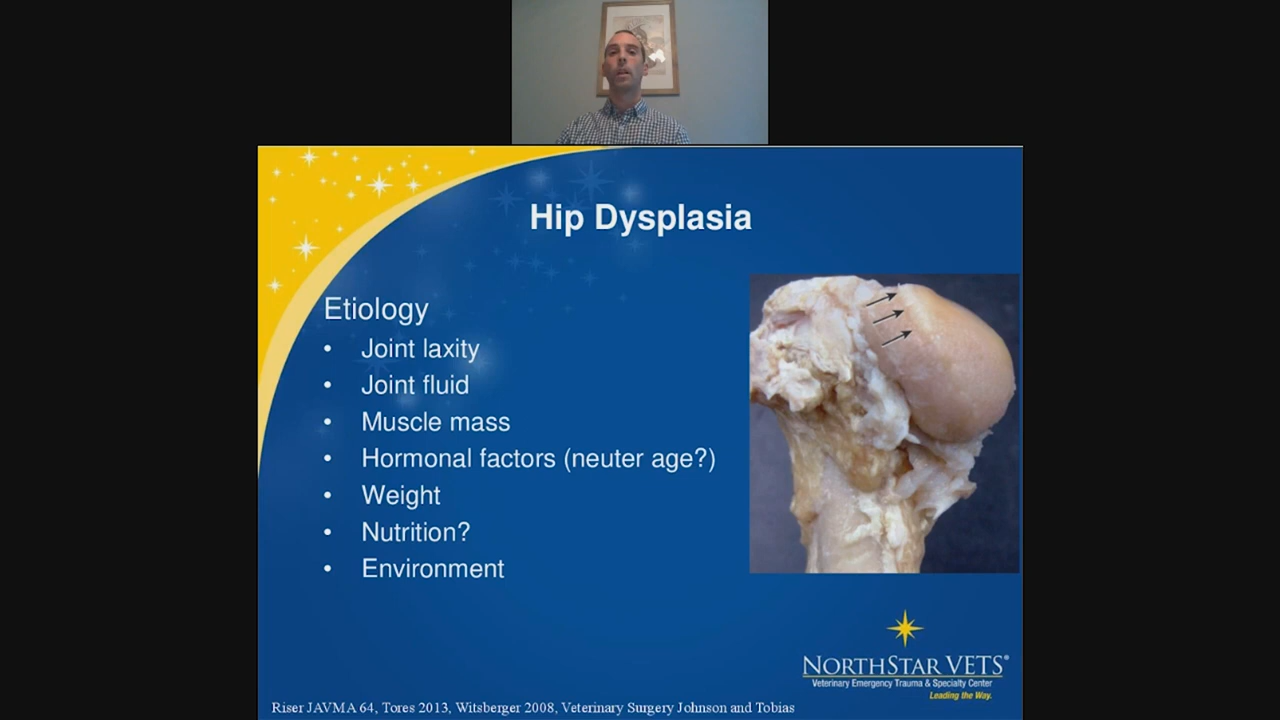 Hip Dysplasia
Etiology
• Joint laxity
• Joint fluid
• Muscle mass
• Hormonal factors (neuter age?)
• Weight
• Nutrition?
• Environment
NORTHSTAR VETS®
Veterinary Emergency Trauma & Specialty Center
Leading the Way.
Riser JAVMA 64, Tores 2013, Witsberger 2008, Veterinary Surgery Johnson and Tobias